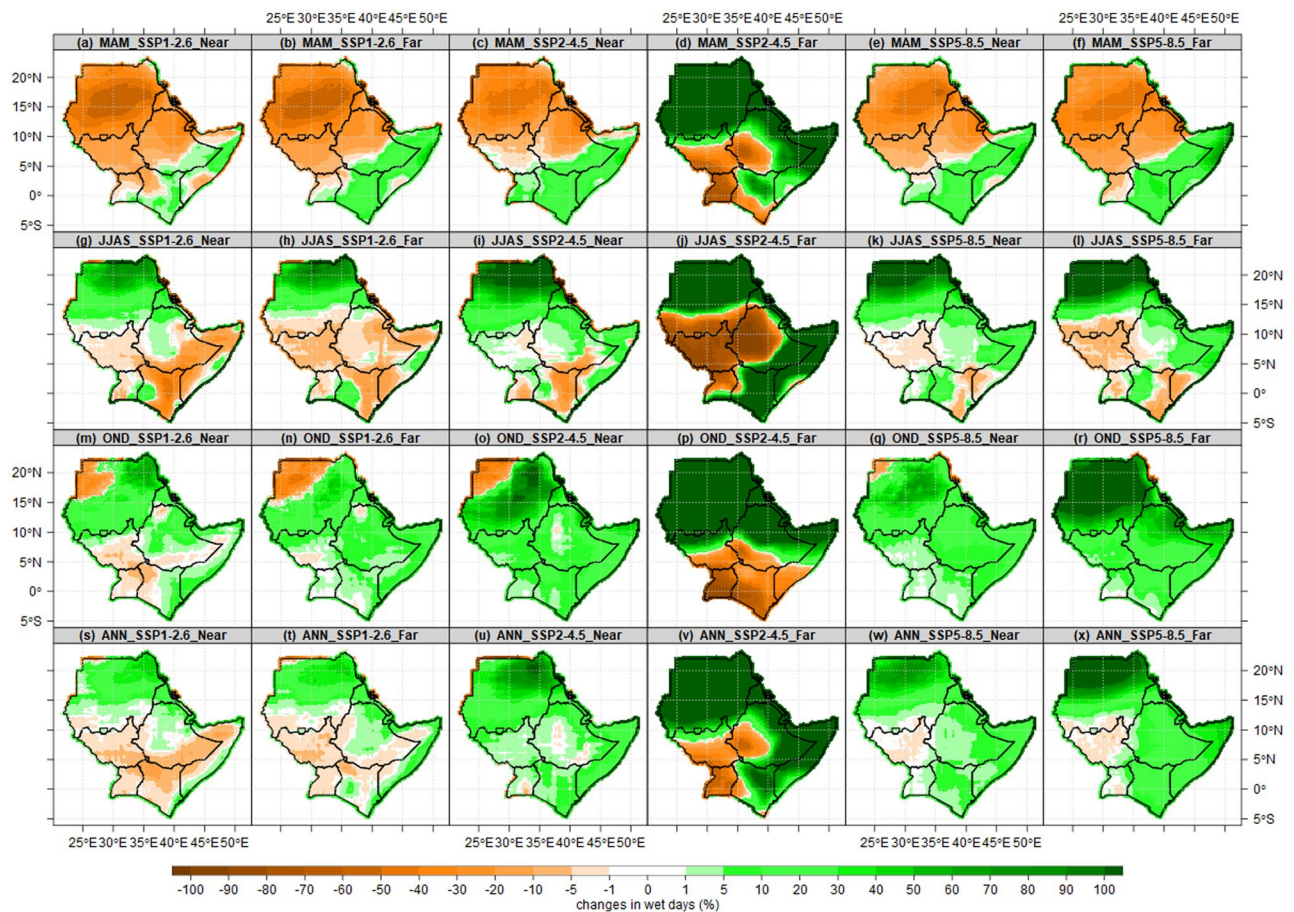 25°E 30°E 35°E 40°E 45°E 50°E 25°E 30°E 35°E 40°E 45°E 50°E 25°E 30°E 35°E 40°E 45°E 50°E
(a) MAM_SSP1-2.6_Near (b) MAM_SSP1-2.6_Far (c) MAM_SSP2-4.5_Near (d) MAM_SSP2-4.5_Far (e) MAM_SSP5-8.5_Near (f) MAM_SSP5-8.5_Far
20°N
15°N
10°N
5°N
0°
5°S
(g) JJAS_SSP1-2.6_Near (h) JJAS_SSP1-2.6_Far (i) JJAS_SSP2-4.5_Near (j) JJAS_SSP2-4.5_Far (k) JJAS_SSP5-8.5_Near (l) JJAS_SSP5-8.5_Far
20°N
15°N
10°N
5°N
0°
5°S
(m) OND_SSP1-2.6_Near (n) OND_SSP1-2.6_Far (o) OND_SSP2-4.5_Near (p) OND_SSP2-4.5_Far (q) OND_SSP5-8.5_Near (r) OND_SSP5-8.5_Far
20°N
15°N
10°N
5°N
0°
5°S
(s) ANN_SSP1-2.6_Near (t) ANN_SSP1-2.6_Far (u) ANN_SSP2-4.5_Near (v) ANN_SSP2-4.5_Far (w) ANN_SSP5-8.5_Near (x) ANN_SSP5-8.5_Far
20°N
15°N
10°N
5°N
0°
5°S
25°E 30°E 35°E 40°E 45°E 50°E 25°E 30°E 35°E 40°E 45°E 50°E 25°E 30°E 35°E 40°E 45°E 50°E
-100 -90 -80 -70 -60 -50 -40 -30 -20 -10 -5 -1 0 1 5 10 20 30 40 50 60 70 80 90 100
changes in wet days (%)